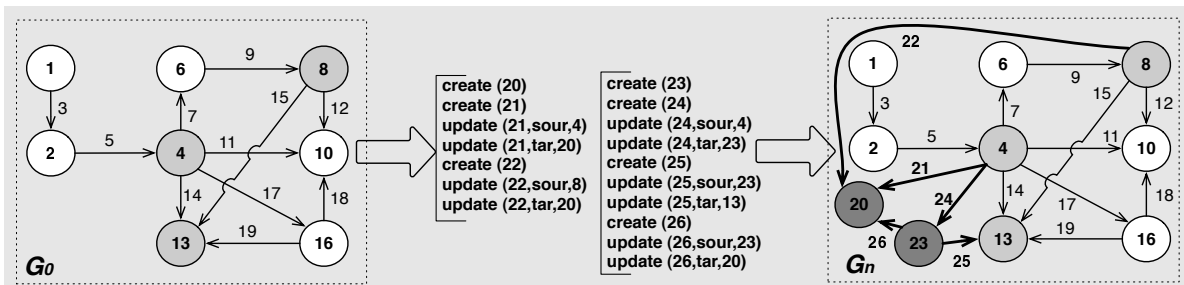 1
3
2
5
6
9
8
7
15
12
4
11
10
14
17
18
13
19
16
G0
create (20)
create (21)
update (21,sour,4)
update (21,tar,20)
create (22)
update (22,sour,8)
update (22,tar,20)
create (23)
create (24)
update (24,sour,4)
update (24,tar,23)
create (25)
update (25,sour,23)
update (25,tar,13)
create (26)
update (26,sour,23)
update (26,tar,20)
22
1
3
2
5
6
9
8
7
15
12
4
11
10
21
14
17
18
20
24
26
23
25
13
19
16
Gn